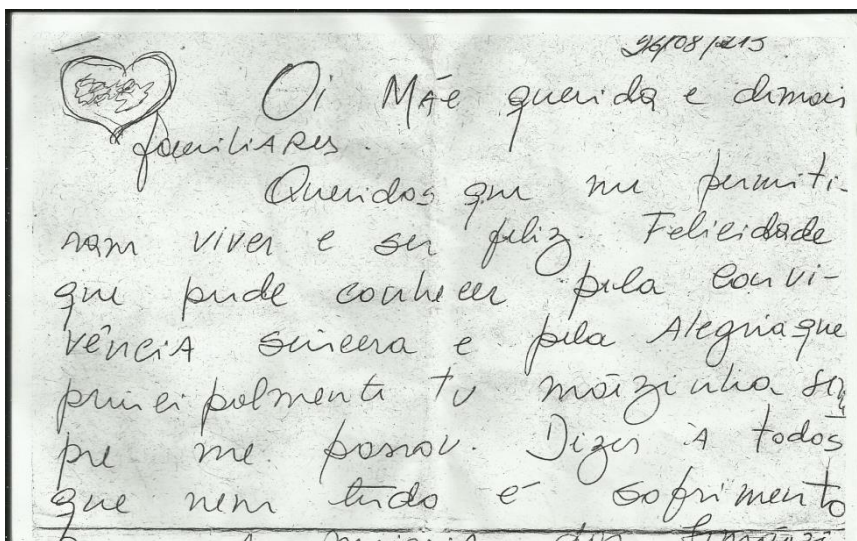 26/08/215
Oi Mãe querida e demais
familiares.
Queridos que me permiti-
ram viver e ser feliz. Felicidade
que pude conhecer pela convi-
vência sincera e pela Alegria que
principalmente tu mãizinha sem
pre me passou. Dizer a todos
que nem tudo é sofrimento